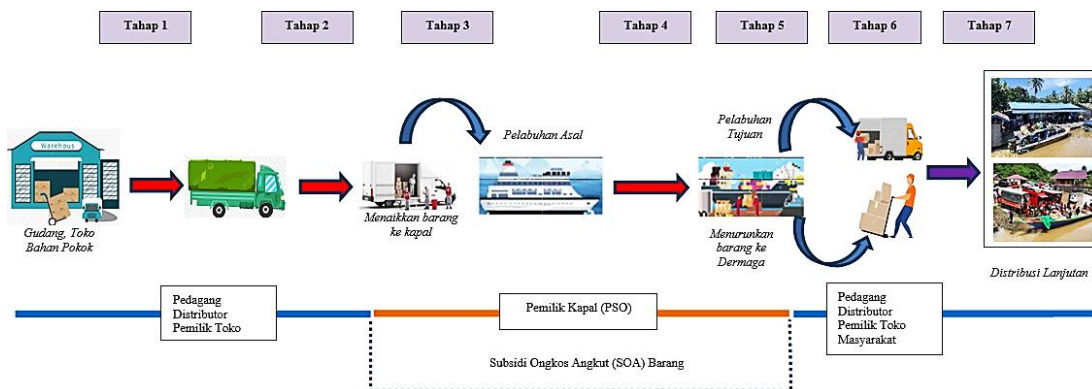 Tahap 1
Tahap 2
Tahap 3
Tahap 4
Tahap 5
Tahap 6
Tahap 7
Warehous
Gudang, Toko
Bahan Pokok
Menaikkan barang
ke kapal
Pelabuhan Asal
Pelabuhan
Tujuan
Menurunkan
barang ke
Dermaga
Distribusi Lanjutan
Pedagang
Distributor
Pemilik Toko
Pemilik Kapal (PSO)
Pedagang
Distributor
Pemilik Toko
Masyarakat
Subsidi Ongkos Angkut (SOA) Barang